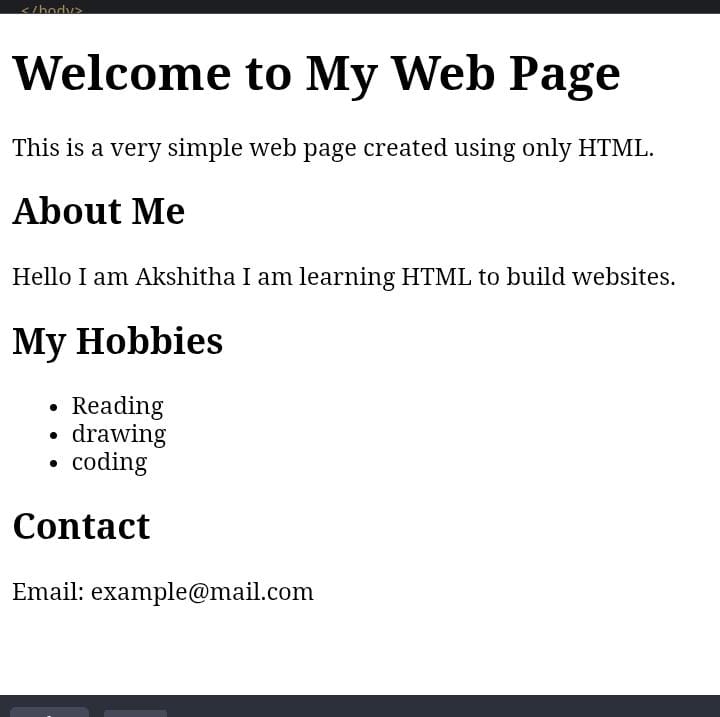 </body>
Welcome to My Web Page
This is a very simple web page created using only HTML.
About Me
Hello I am Akshitha I am learning HTML to build websites.
My Hobbies
Reading
drawing
coding
Contact
Email: example@mail.com